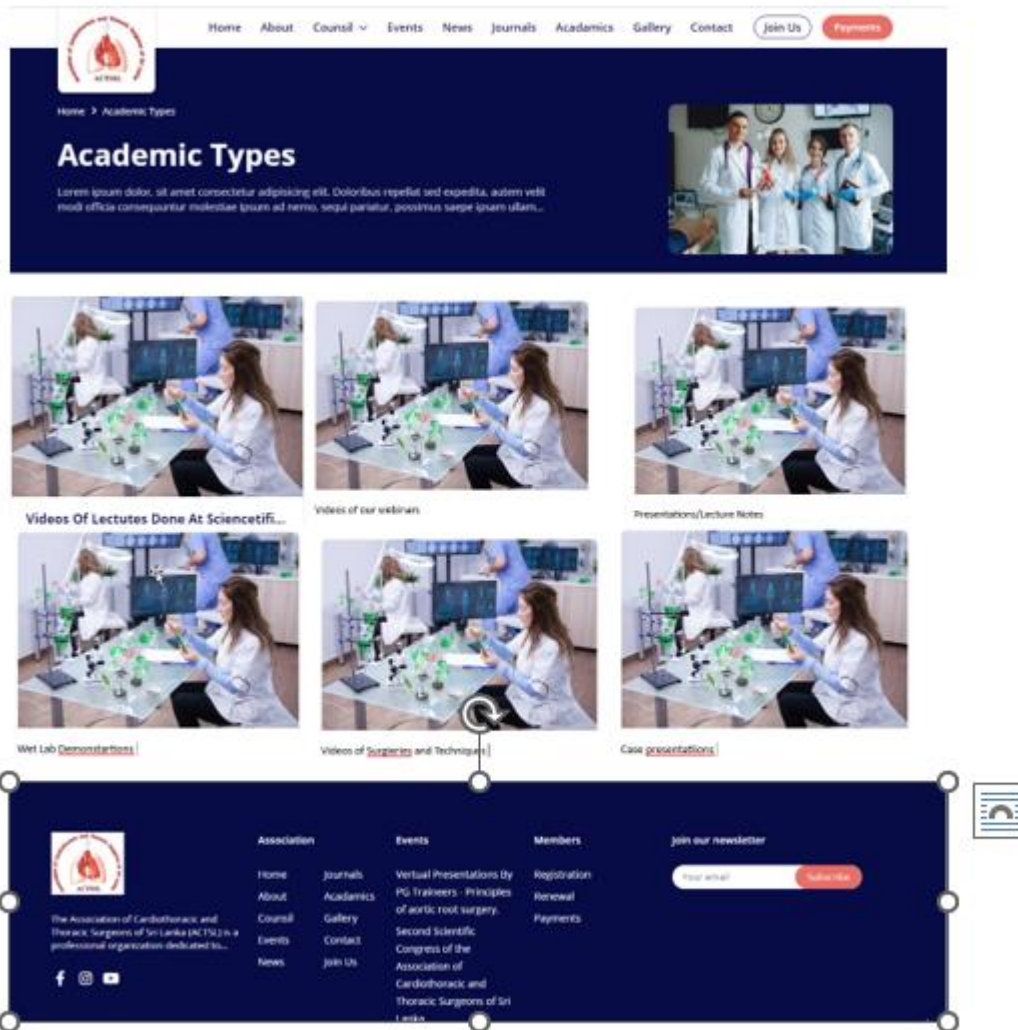 Home About Counsil Events News Journals Acadamics Gallery Contact Join Us Payments
ACTSSL
Home > Academic Types
Academic Types
Lorem ipsum dolor, sit amet consectetur adipisicing elit. Doloribus repellat sed expedita, autem velit
modi officia consequuntur molestiae ipsum ad nemo, sequi pariatur, possimus saepe ipsam ullam...
Videos Of Lectutes Done At Sciencetifi...
Videos of our webinars
Presentations/Lecture Notes
Wet Lab Demonstartions
Videos of Surgieries and Techniques
Case presentatiions
Association
Home
About
Counsil
Events
News
Journals
Acadamics
Gallery
Contact
Join Us
Events
Vertual Presentations By
PG Traineers - Principles
of aortic root surgery.
Second Scientific
Congress of the
Association of
Cardiothoracic and
Thoracic Surgeons of Sri
Lanka
Members
Registration
Renewal
Payments
Join our newsletter
Your email
Subscribe
The Association of Cardiothoracic and
Thoracic Surgeons of Sri Lanka (ACTSL) is a
professional organization dedicated to...